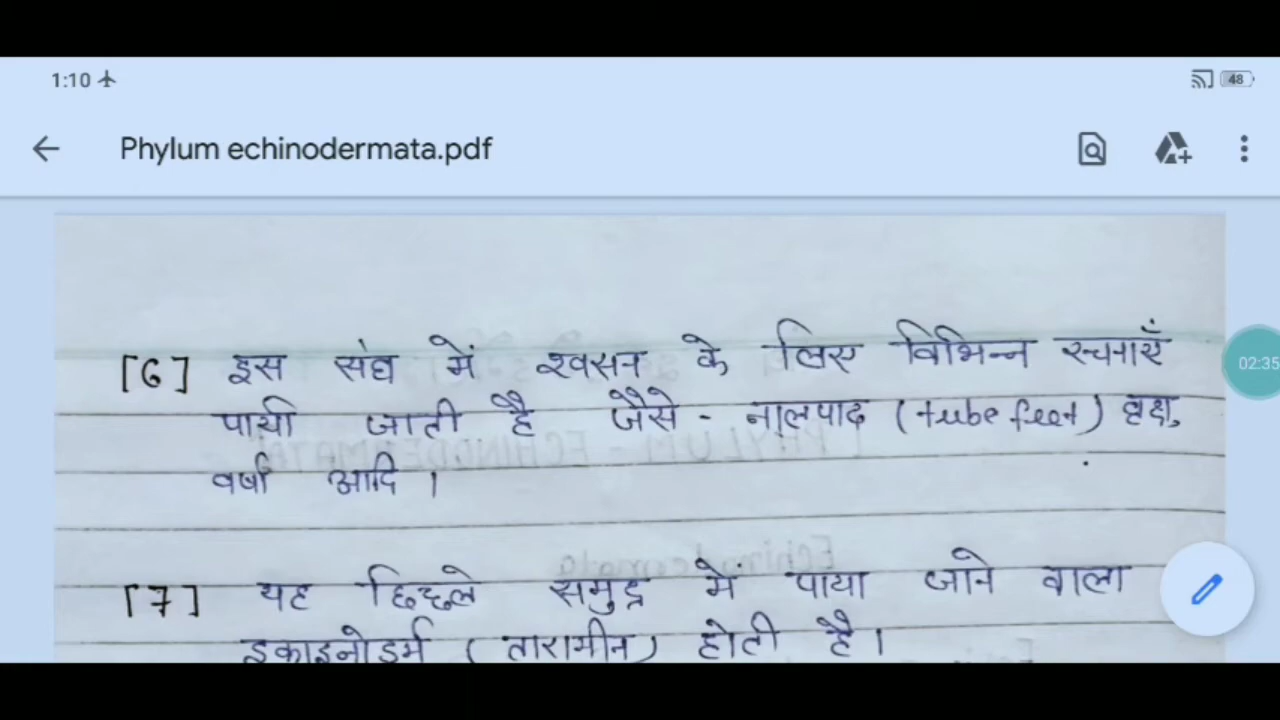 1:10
48
Phylum echinodermata.pdf
02:35
[6] इस संघ में श्वसन के लिए विभिन्न रचनाएँ
पायी जाती है जैसे - नालपाद (tube feet)
वर्षा आदि ।
[7] यह छिछले समुद्र में पाया जाने वाला
इकाइनोडर्म (तारामीन) होती है ।